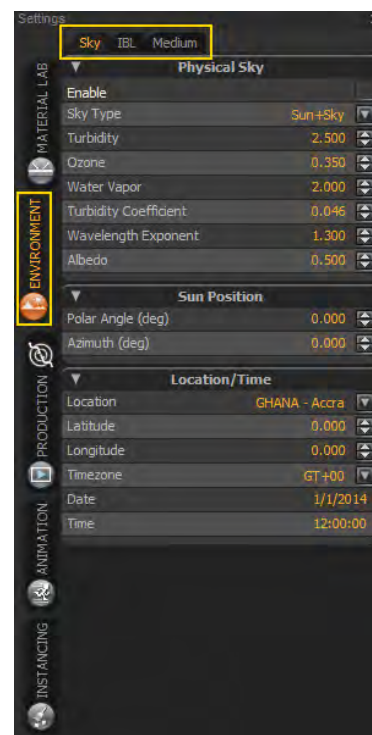 Settings
Sky IBL Medium
Physical Sky
Enable
Sky Type Sun+Sky
Turbidity 2.500
Ozone 0.350
Water Vapor 2.000
Turbidity Coefficient 0.046
Wavelength Exponent 1.300
Albedo 0.500
Sun Position
Polar Angle (deg) 0.000
Azimuth (deg) 0.000
Location/Time
Location GHANA - Accra
Latitude 0.000
Longitude 0.000
Timezone GT+00
Date 1/1/2014
Time 12:00:00
MATERIAL LAB
ENVIRONMENT
PRODUCTION
ANIMATION
INSTANCING